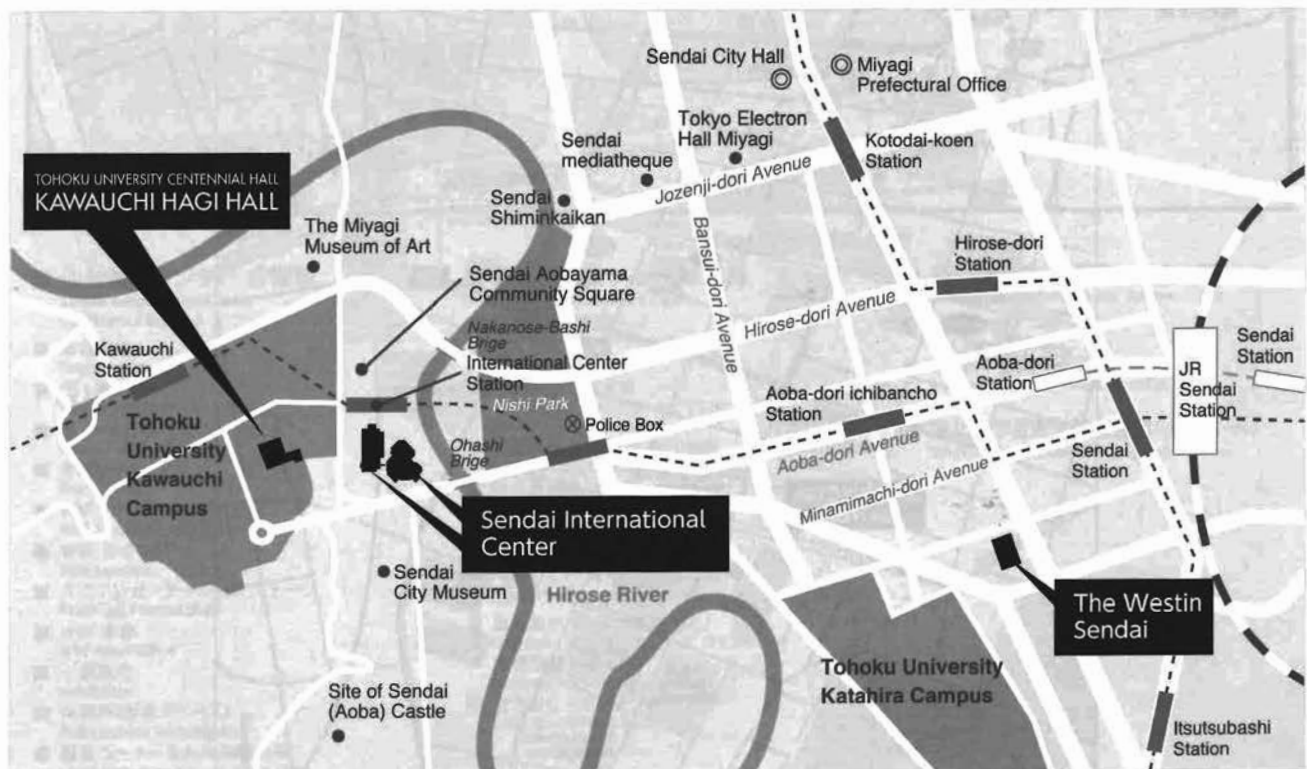 Sendai City Hall
Miyagi
Prefectural Office
Tokyo Electron
Hall Miyagi
Kotodai-koen
Station
Sendai
mediatheque
Jozenji-dori Avenue
TOHOKU UNIVERSITY CENTENNIAL HALL
KAWAUCHI HAGI HALL
Sendai
Shiminkaikan
The Miyagi
Museum of Art
Bansui-dori Avenue
Hirose-dori
Station
Sendai Aobayama
Community Square
Hirose-dori Avenue
Nakanose-Bashi
Brige
Kawauchi
Station
International Center
Station
Aoba-dori
Station
JR
Sendai
Station
Sendai
Station
Nishi Park
Aoba-dori ichibancho
Station
Tohoku
University
Kawauchi
Campus
Police Box
Ohashi
Brige
Aoba-dori Avenue
Sendai
Station
Minamimachi-dori Avenue
Sendai International
Center
Sendai
City Museum
Hirose River
The Westin
Sendai
Tohoku University
Katahira Campus
Site of Sendai
(Aoba) Castle
Itsutsubashi
Station